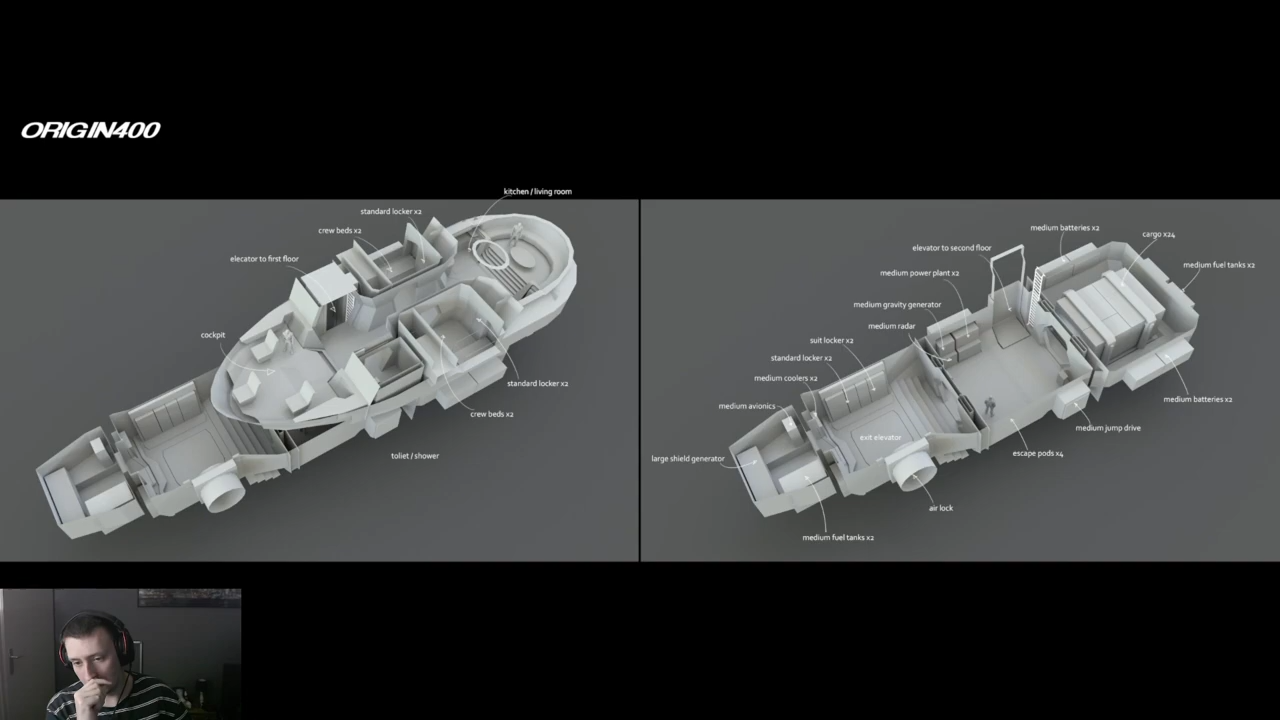 ORIGIN400
kitchen / living room
standard locker x2
crew beds x2
elecator to first floor
cockpit
standard locker x2
crew beds x2
toliet / shower
medium batteries x2
cargo x24
elevator to second floor
medium fuel tanks x2
medium power plant x2
medium gravity generator
medium radar
suit locker x2
standard locker x2
medium coolers x2
medium batteries x2
medium avionics
medium jump drive
exit elevator
escape pods x4
large shield generator
air lock
medium fuel tanks x2